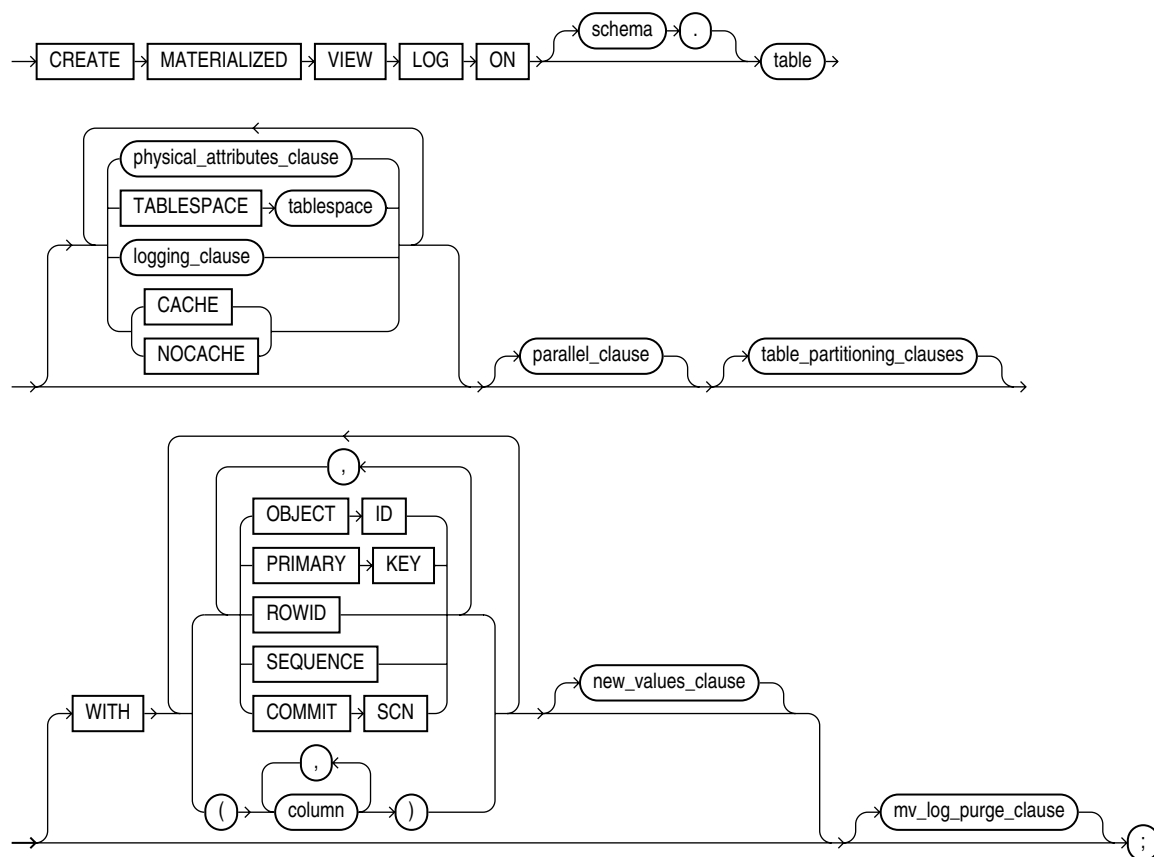 schema .
CREATE MATERIALIZED VIEW LOG ON table
physical_attributes_clause
TABLESPACE tablespace
logging_clause
CACHE
NOCACHE parallel_clause table_partitioning_clauses
,
OBJECT ID
PRIMARY KEY
ROWID
SEQUENCE new_values_clause
WITH COMMIT SCN
,
( column ) mv_log_purge_clause
;